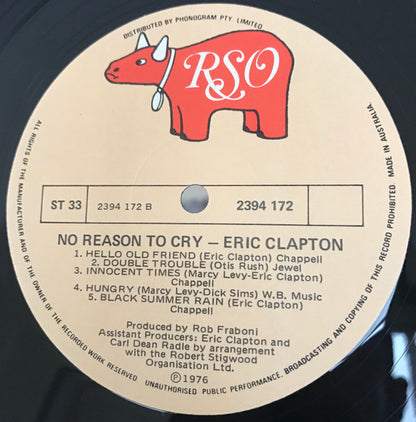 DISTRIBUTED BY PHONOGRAM PTY. LIMITED
RSO
ALL RIGHTS OF THE MANUFACTURER AND OF THE OWNER OF THE RECORDED WORK RESERVED
UNAUTHORISED PUBLIC PERFORMANCE. BROADCASTING AND COPYING OF THIS RECORD PROHIBITED
MADE IN AUSTRALIA.
ST 33
2394 172 B
2394 172
NO REASON TO CRY – ERIC CLAPTON
1. HELLO OLD FRIEND (Eric Clapton) Chappell
2. DOUBLE TROUBLE (Otis Rush) Jewel
3. INNOCENT TIMES (Marcy Levy-Eric Clapton)
Chappell
4. HUNGRY (Marcy Levy-Dick Sims) W.B. Music
5. BLACK SUMMER RAIN (Eric Clapton)
Chappell
Produced by Rob Fraboni
Assistant Producers: Eric Clapton and
Carl Dean Radle by arrangement
with the Robert Stigwood
Organisation Ltd.
℗ 1976